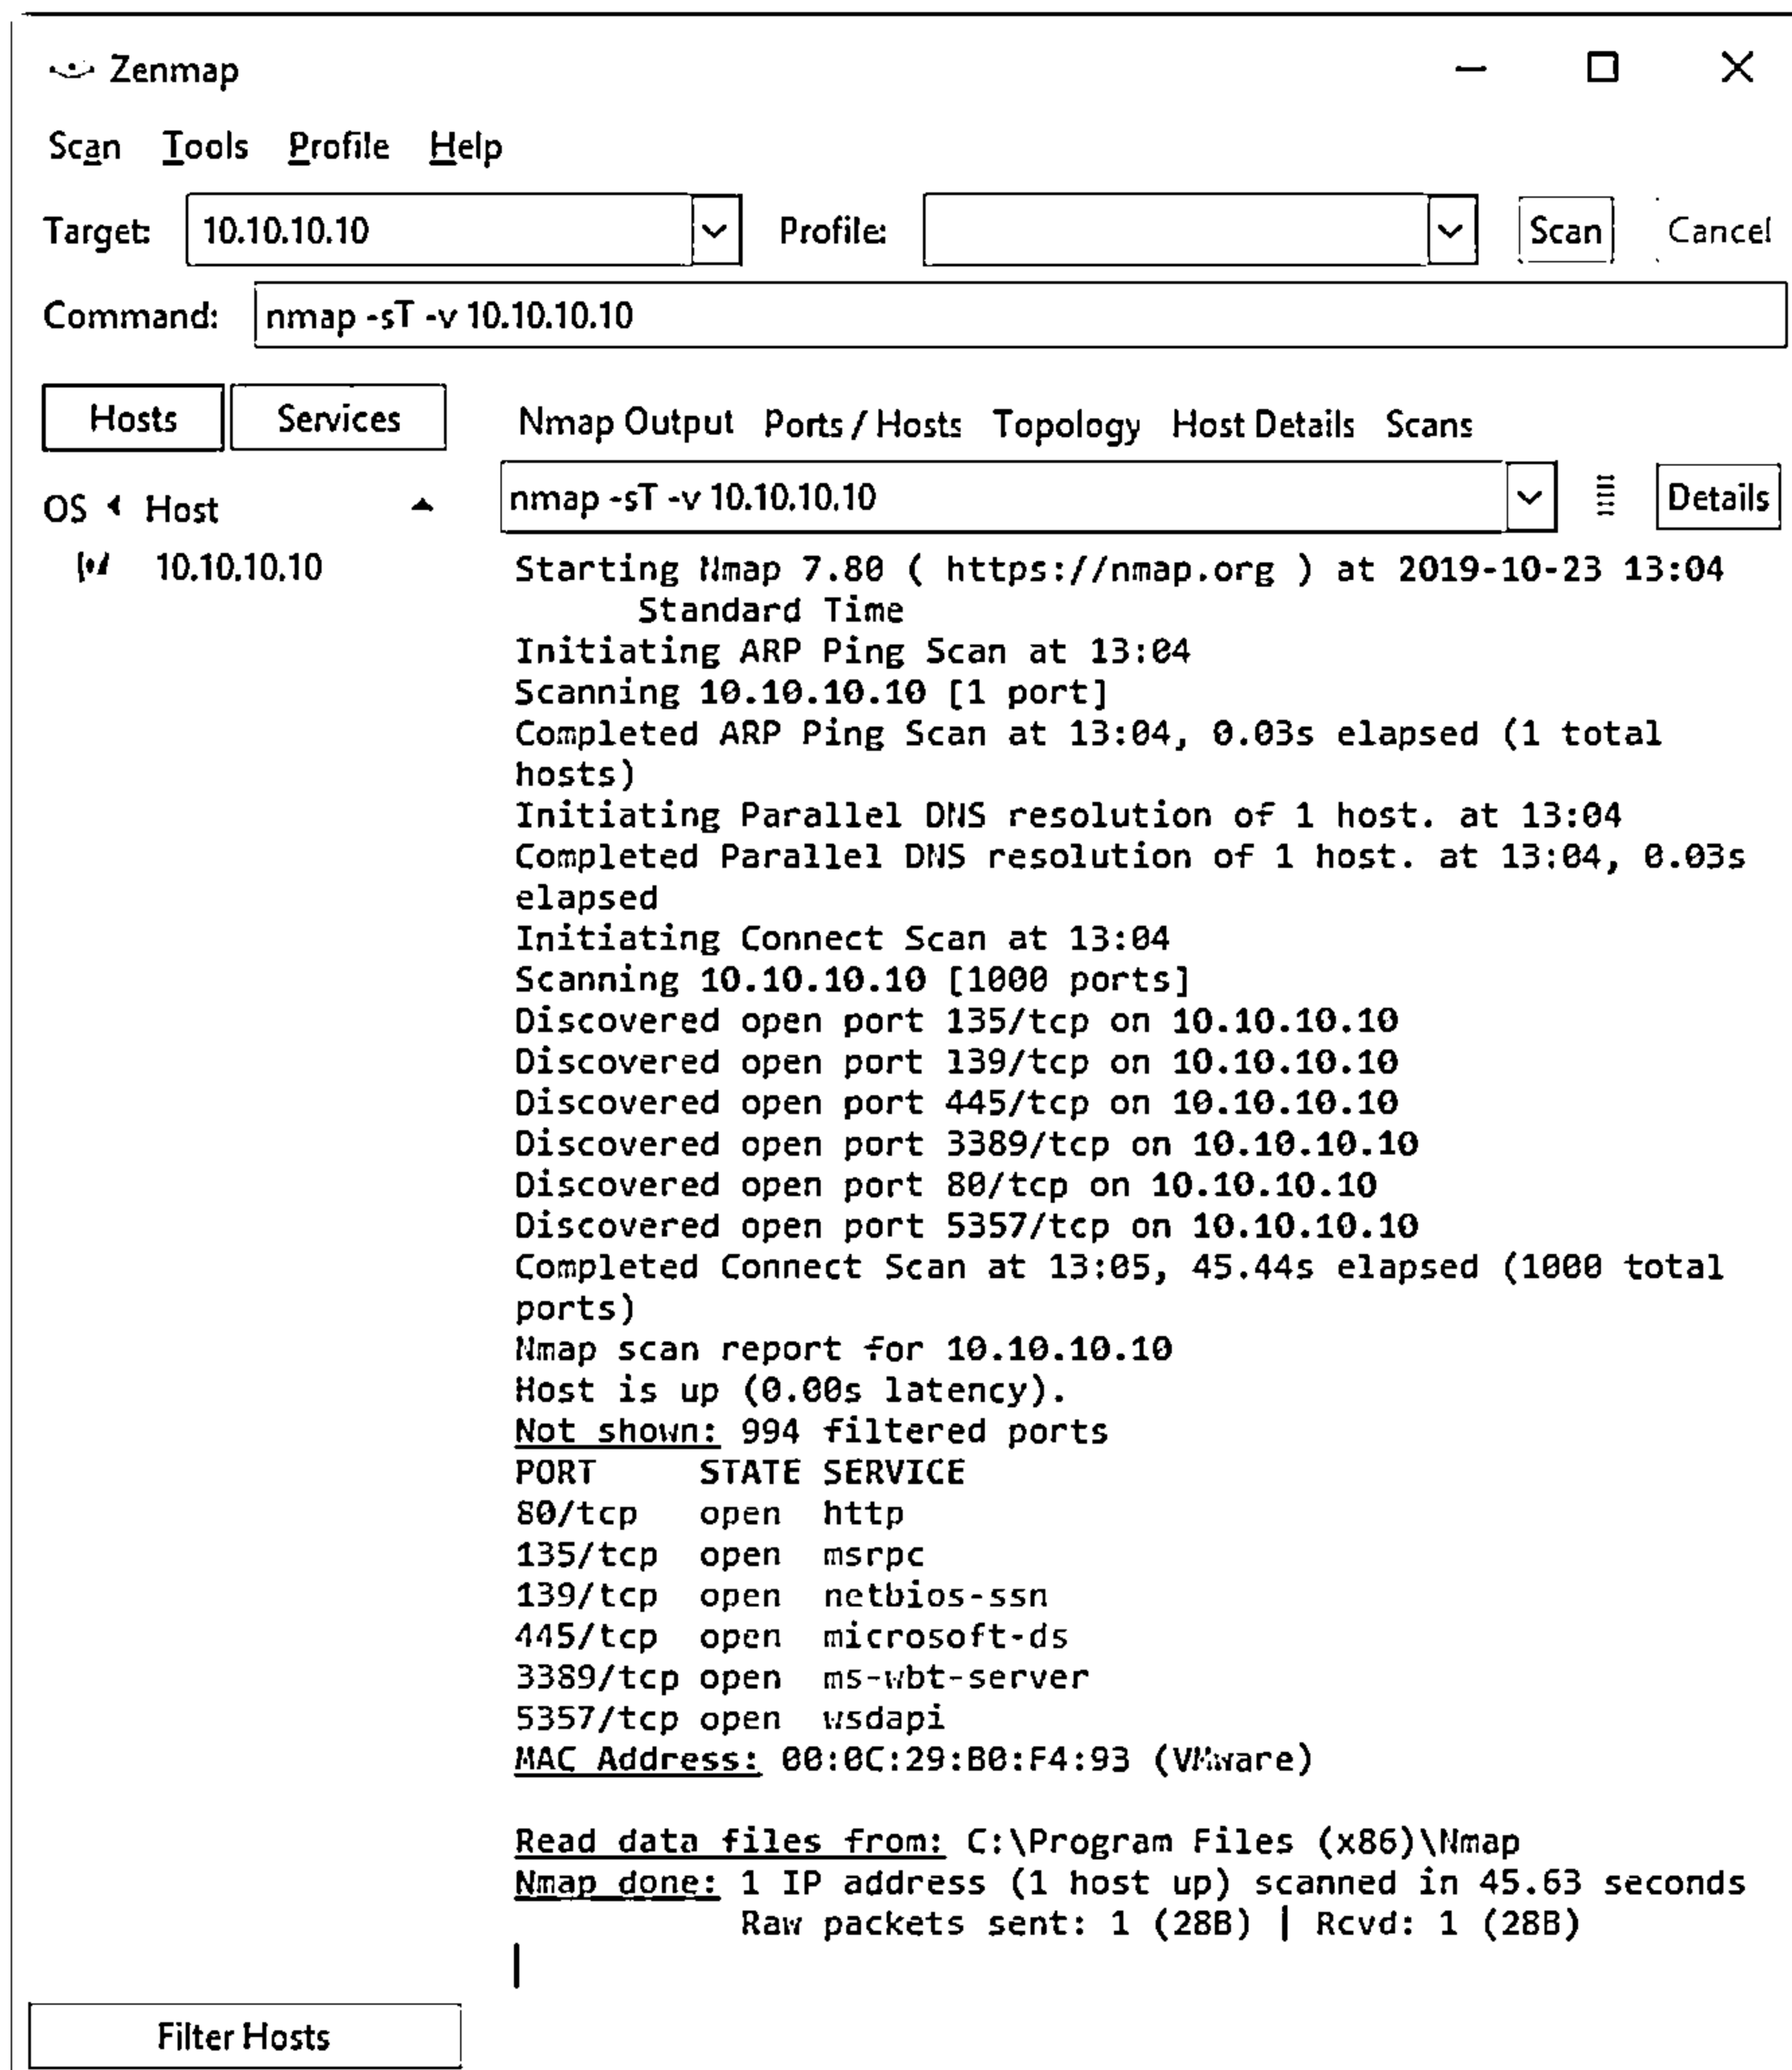 Zenmap
Scan Tools Profile Help
Target: 10.10.10.10 Profile: Scan Cancel
Command: nmap -sT -v 10.10.10.10
Hosts Services Nmap Output Ports / Hosts Topology Host Details Scans
nmap -sT -v 10.10.10.10 Details
OS Host
10.10.10.10
Starting Nmap 7.80 ( https://nmap.org ) at 2019-10-23 13:04
Standard Time
Initiating ARP Ping Scan at 13:04
Scanning 10.10.10.10 [1 port]
Completed ARP Ping Scan at 13:04, 0.03s elapsed (1 total
hosts)
Initiating Parallel DNS resolution of 1 host. at 13:04
Completed Parallel DNS resolution of 1 host. at 13:04, 0.03s
elapsed
Initiating Connect Scan at 13:04
Scanning 10.10.10.10 [1000 ports]
Discovered open port 135/tcp on 10.10.10.10
Discovered open port 139/tcp on 10.10.10.10
Discovered open port 445/tcp on 10.10.10.10
Discovered open port 3389/tcp on 10.10.10.10
Discovered open port 80/tcp on 10.10.10.10
Discovered open port 5357/tcp on 10.10.10.10
Completed Connect Scan at 13:05, 45.44s elapsed (1000 total
ports)
Nmap scan report for 10.10.10.10
Host is up (0.00s latency).
Not shown: 994 filtered ports
PORT STATE SERVICE
80/tcp open http
135/tcp open msrpc
139/tcp open netbios-ssn
445/tcp open microsoft-ds
3389/tcp open ms-wbt-server
5357/tcp open wsdapi
MAC Address: 00:0C:29:B0:F4:93 (VMware)
Read data files from: C:\Program Files (x86)\Nmap
Nmap done: 1 IP address (1 host up) scanned in 45.63 seconds
Raw packets sent: 1 (28B) | Rcvd: 1 (28B)
Filter Hosts